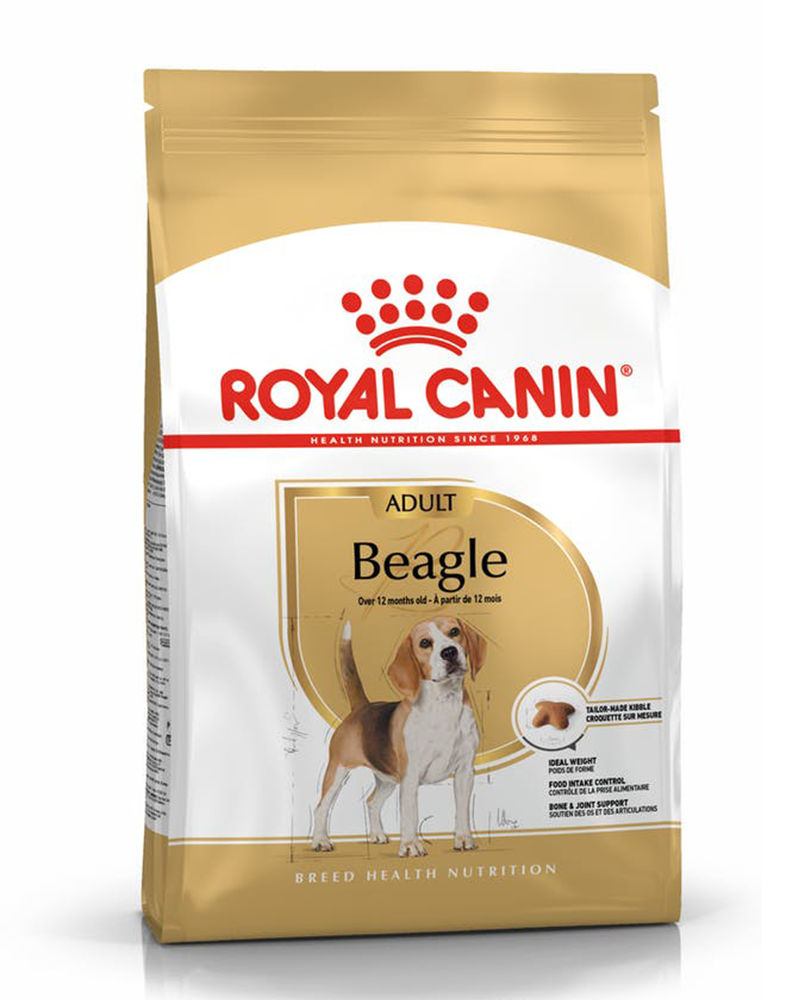 ROYAL CANIN®
HEALTH NUTRITION SINCE 1968
ADULT
Beagle
Over 12 months old - À partir de 12 mois
TAILOR-MADE KIBBLE
CROQUETTE SUR MESURE
IDEAL WEIGHT
POIDS DE FORME
FOOD INTAKE CONTROL
CONTRÔLE DE LA PRISE ALIMENTAIRE
BONE & JOINT SUPPORT
SOUTIEN DES OS ET DES ARTICULATIONS
BREED HEALTH NUTRITION